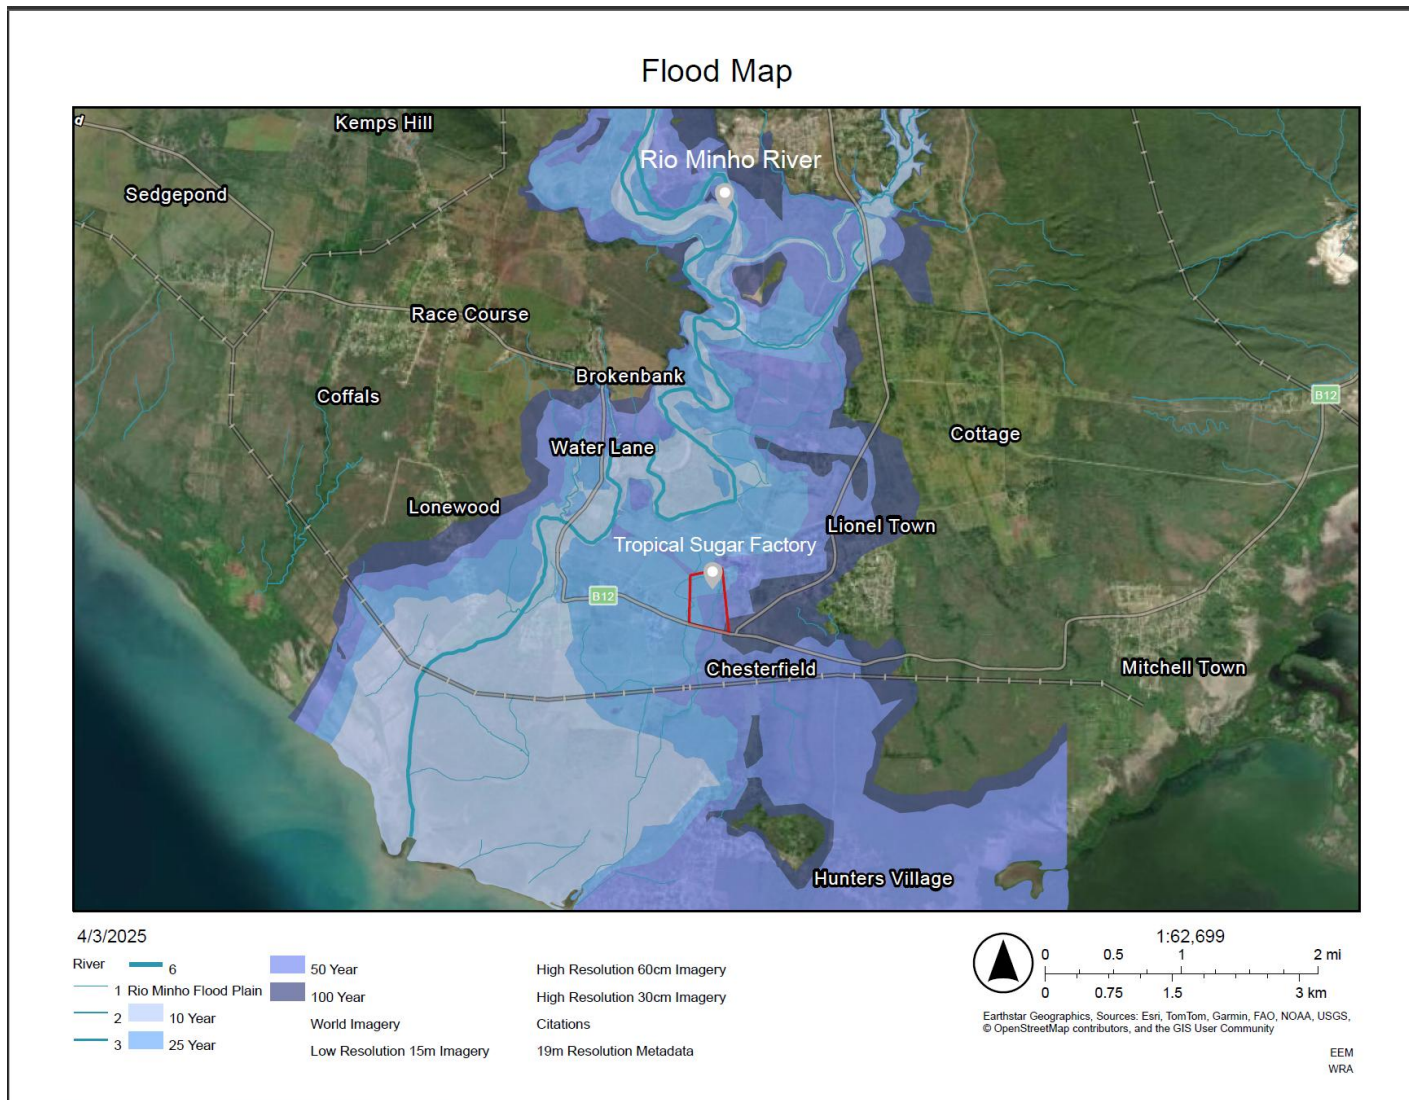 Flood Map
d
Kemps Hill
Rio Minho River
Sedgepond
Race Course
Brokenbank
B12
Coffals
Cottage
Water Lane
Lonewood
Lionel Town
Tropical Sugar Factory
B12
Chesterfield
Mitchell Town
Hunters Village
4/3/2025
River
6
1
2
3
Rio Minho Flood Plain
10 Year
25 Year
50 Year
100 Year
World Imagery
Low Resolution 15m Imagery
High Resolution 60cm Imagery
High Resolution 30cm Imagery
Citations
19m Resolution Metadata
1:62,699
0 0.5 1 2 mi
0 0.75 1.5 3 km
Earthstar Geographics, Sources: Esri, TomTom, Garmin, FAO, NOAA, USGS,
© OpenStreetMap contributors, and the GIS User Community
EEM
WRA